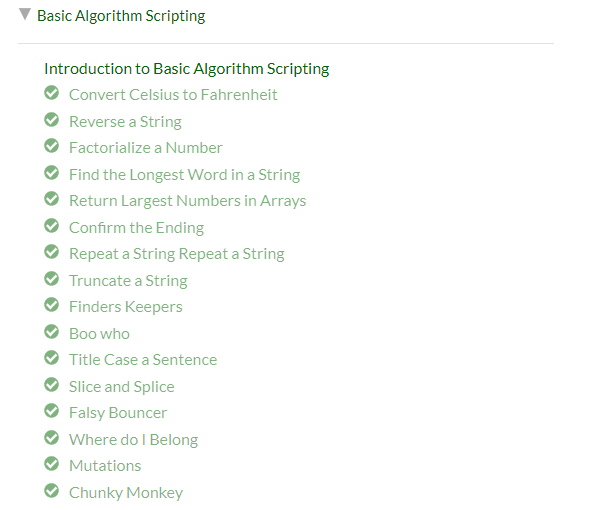 Basic Algorithm Scripting
Introduction to Basic Algorithm Scripting
Convert Celsius to Fahrenheit
Reverse a String
Factorialize a Number
Find the Longest Word in a String
Return Largest Numbers in Arrays
Confirm the Ending
Repeat a String Repeat a String
Truncate a String
Finders Keepers
Boo who
Title Case a Sentence
Slice and Splice
Falsy Bouncer
Where do I Belong
Mutations
Chunky Monkey